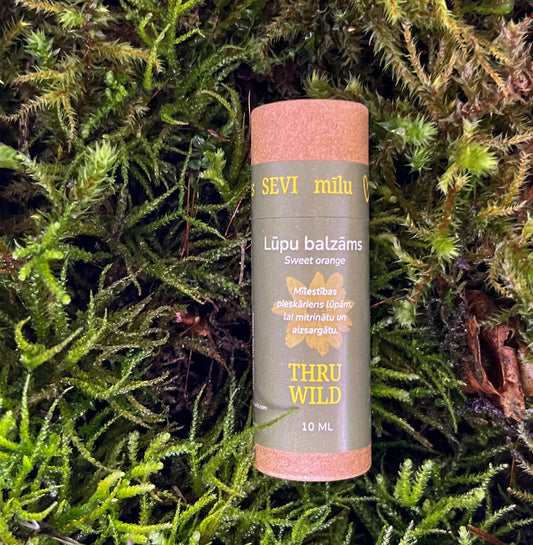 SEVI mīlu
Lūpu balzāms
Sweet orange
Mīlestības
pieskāriens lūpām,
lai mitrinātu un
aizsargātu.
THRU
WILD
10 ML